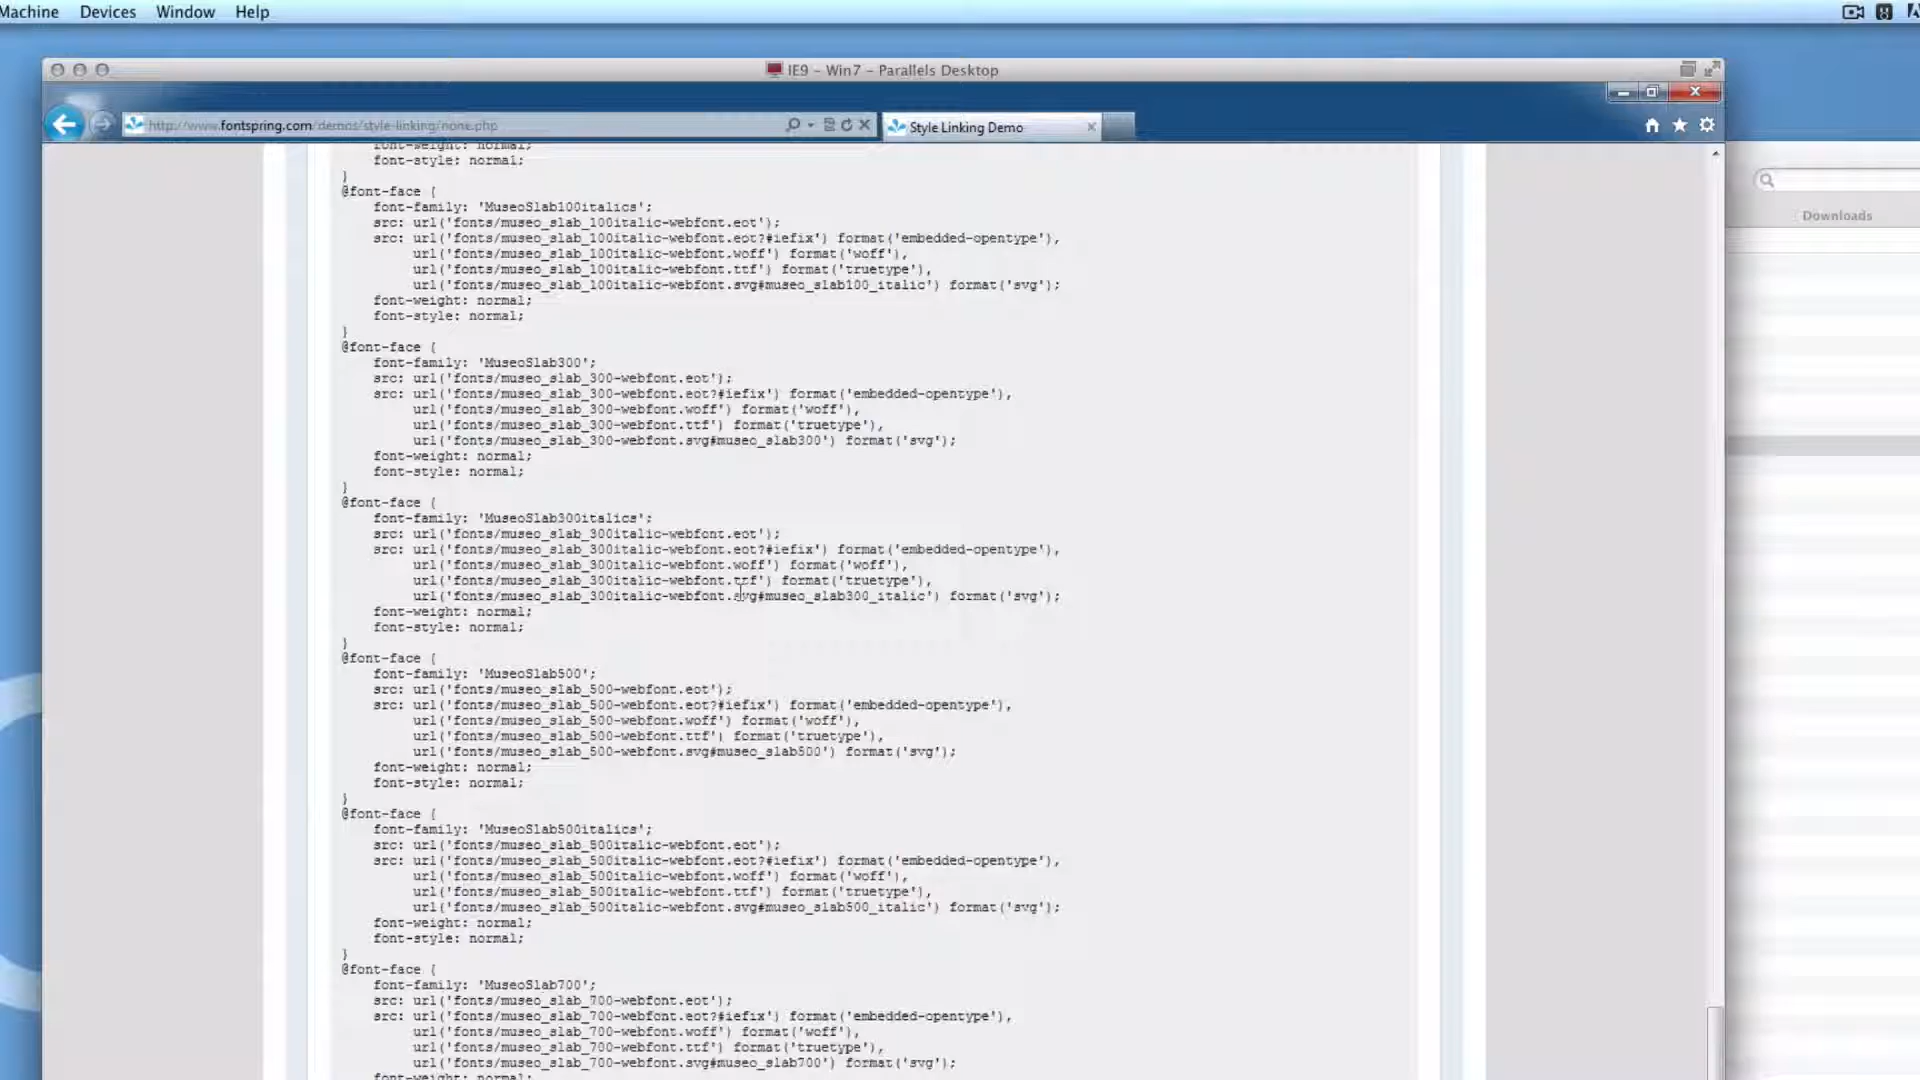 Machine Devices Window Help
IE9 - Win7 - Parallels Desktop
http://www.fontspring.com/demos/style-linking/none.php
Style Linking Demo
Downloads
font-weight: normal;
font-style: normal;
}
@font-face {
font-family: 'MuseoSlab100italics';
src: url('fonts/museo_slab_100italic-webfont.eot');
src: url('fonts/museo_slab_100italic-webfont.eot?#iefix') format('embedded-opentype'),
url('fonts/museo_slab_100italic-webfont.woff') format('woff'),
url('fonts/museo_slab_100italic-webfont.ttf') format('truetype'),
url('fonts/museo_slab_100italic-webfont.svg#museo_slab100_italic') format('svg');
font-weight: normal;
font-style: normal;
}
@font-face {
font-family: 'MuseoSlab300';
src: url('fonts/museo_slab_300-webfont.eot');
src: url('fonts/museo_slab_300-webfont.eot?#iefix') format('embedded-opentype'),
url('fonts/museo_slab_300-webfont.woff') format('woff'),
url('fonts/museo_slab_300-webfont.ttf') format('truetype'),
url('fonts/museo_slab_300-webfont.svg#museo_slab300') format('svg');
font-weight: normal;
font-style: normal;
}
@font-face {
font-family: 'MuseoSlab300italics';
src: url('fonts/museo_slab_300italic-webfont.eot');
src: url('fonts/museo_slab_300italic-webfont.eot?#iefix') format('embedded-opentype'),
url('fonts/museo_slab_300italic-webfont.woff') format('woff'),
url('fonts/museo_slab_300italic-webfont.ttf') format('truetype'),
url('fonts/museo_slab_300italic-webfont.svg#museo_slab300_italic') format('svg');
font-weight: normal;
font-style: normal;
}
@font-face {
font-family: 'MuseoSlab500';
src: url('fonts/museo_slab_500-webfont.eot');
src: url('fonts/museo_slab_500-webfont.eot?#iefix') format('embedded-opentype'),
url('fonts/museo_slab_500-webfont.woff') format('woff'),
url('fonts/museo_slab_500-webfont.ttf') format('truetype'),
url('fonts/museo_slab_500-webfont.svg#museo_slab500') format('svg');
font-weight: normal;
font-style: normal;
}
@font-face {
font-family: 'MuseoSlab500italics';
src: url('fonts/museo_slab_500italic-webfont.eot');
src: url('fonts/museo_slab_500italic-webfont.eot?#iefix') format('embedded-opentype'),
url('fonts/museo_slab_500italic-webfont.woff') format('woff'),
url('fonts/museo_slab_500italic-webfont.ttf') format('truetype'),
url('fonts/museo_slab_500italic-webfont.svg#museo_slab500_italic') format('svg');
font-weight: normal;
font-style: normal;
}
@font-face {
font-family: 'MuseoSlab700';
src: url('fonts/museo_slab_700-webfont.eot');
src: url('fonts/museo_slab_700-webfont.eot?#iefix') format('embedded-opentype'),
url('fonts/museo_slab_700-webfont.woff') format('woff'),
url('fonts/museo_slab_700-webfont.ttf') format('truetype'),
url('fonts/museo_slab_700-webfont.svg#museo_slab700') format('svg');
font-weight: normal;